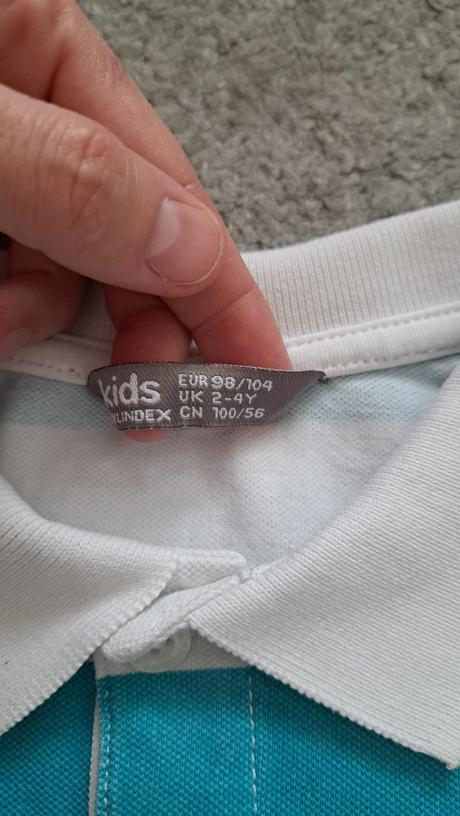 kids
EUR 98/104
UK 2-4Y
LINDEX CN 100/56